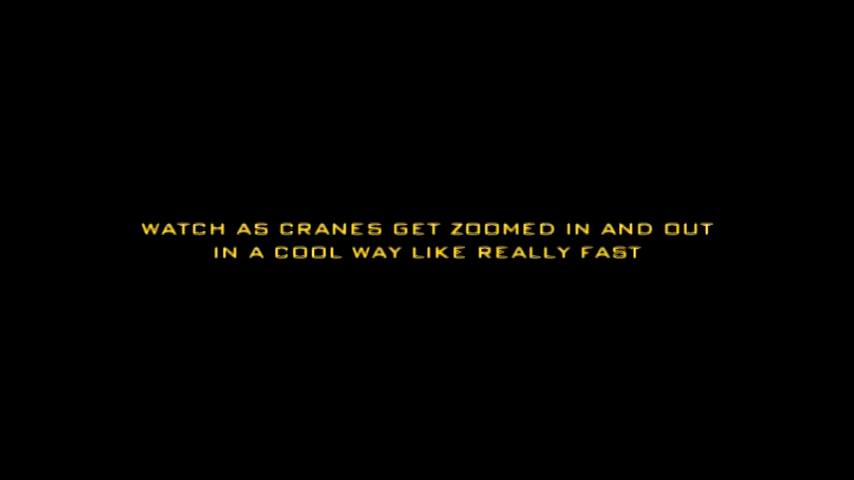 WATCH AS CRANES GET ZOOMED IN AND OUT
IN A COOL WAY LIKE REALLY FAST